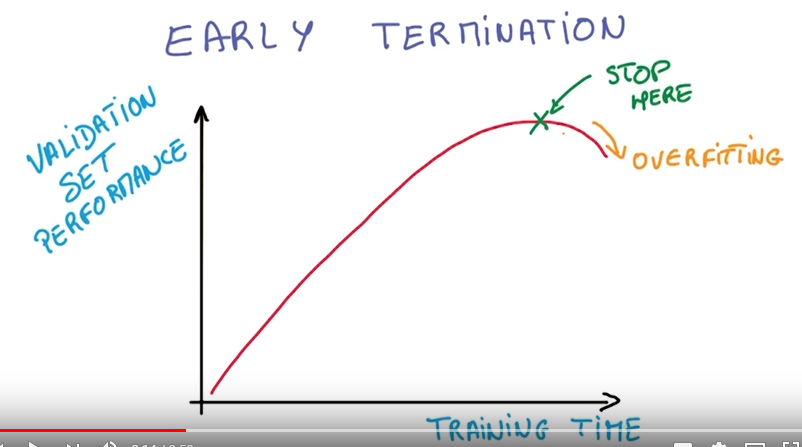 EARLY TERMINATION
STOP
HERE
VALIDATION
SET
PERFORMANCE
OVERFITTING
TRAINING TIME